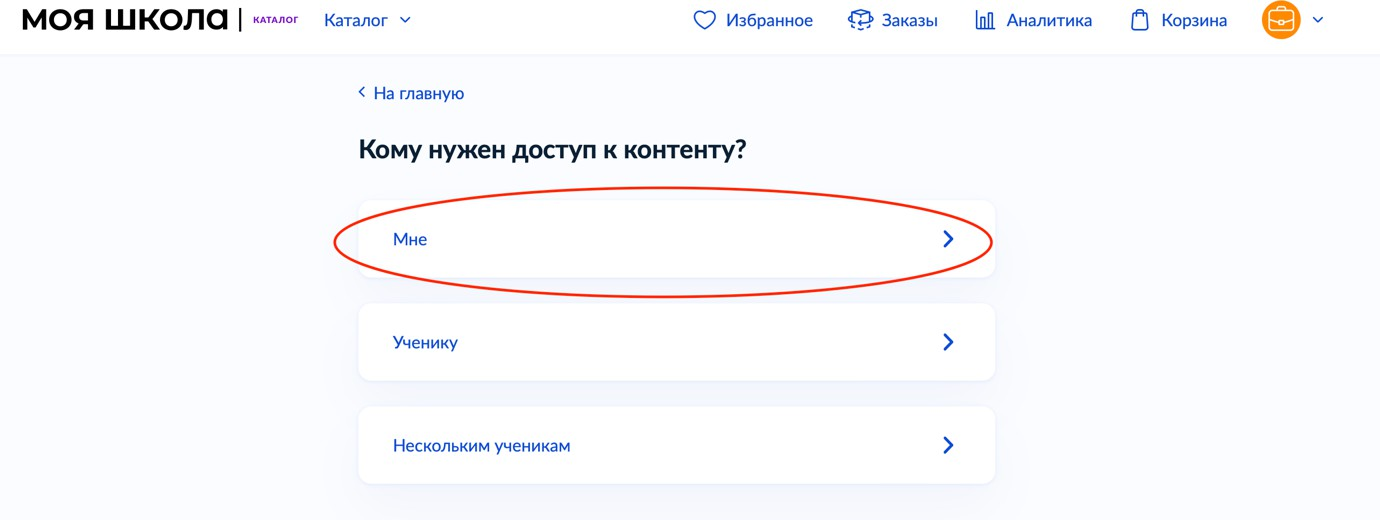 моя школа | КАТАЛОГ Каталог Избранное Заказы Аналитика Корзина
На главную
Кому нужен доступ к контенту?
Мне
Ученику
Нескольким ученикам